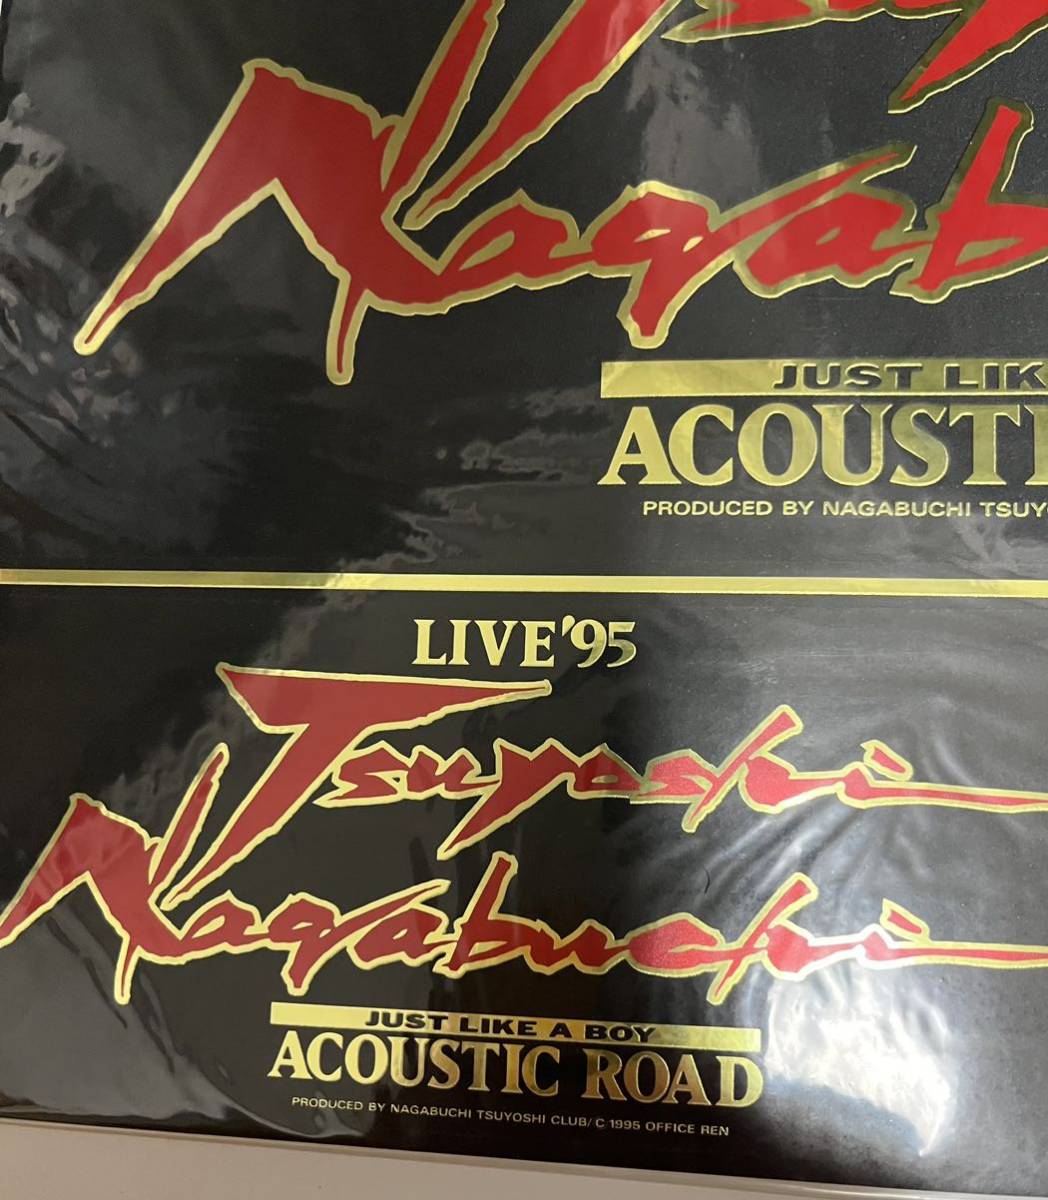 Tsuy
Nagab
JUST LIK
ACOUSTI
PRODUCED BY NAGABUCHI TSUYO
LIVE'95
Tsuyoshi
Nagabuchi
JUST LIKE A BOY
ACOUSTIC ROAD
PRODUCED BY NAGABUCHI TSUYOSHI CLUB/C 1995 OFFICE REN